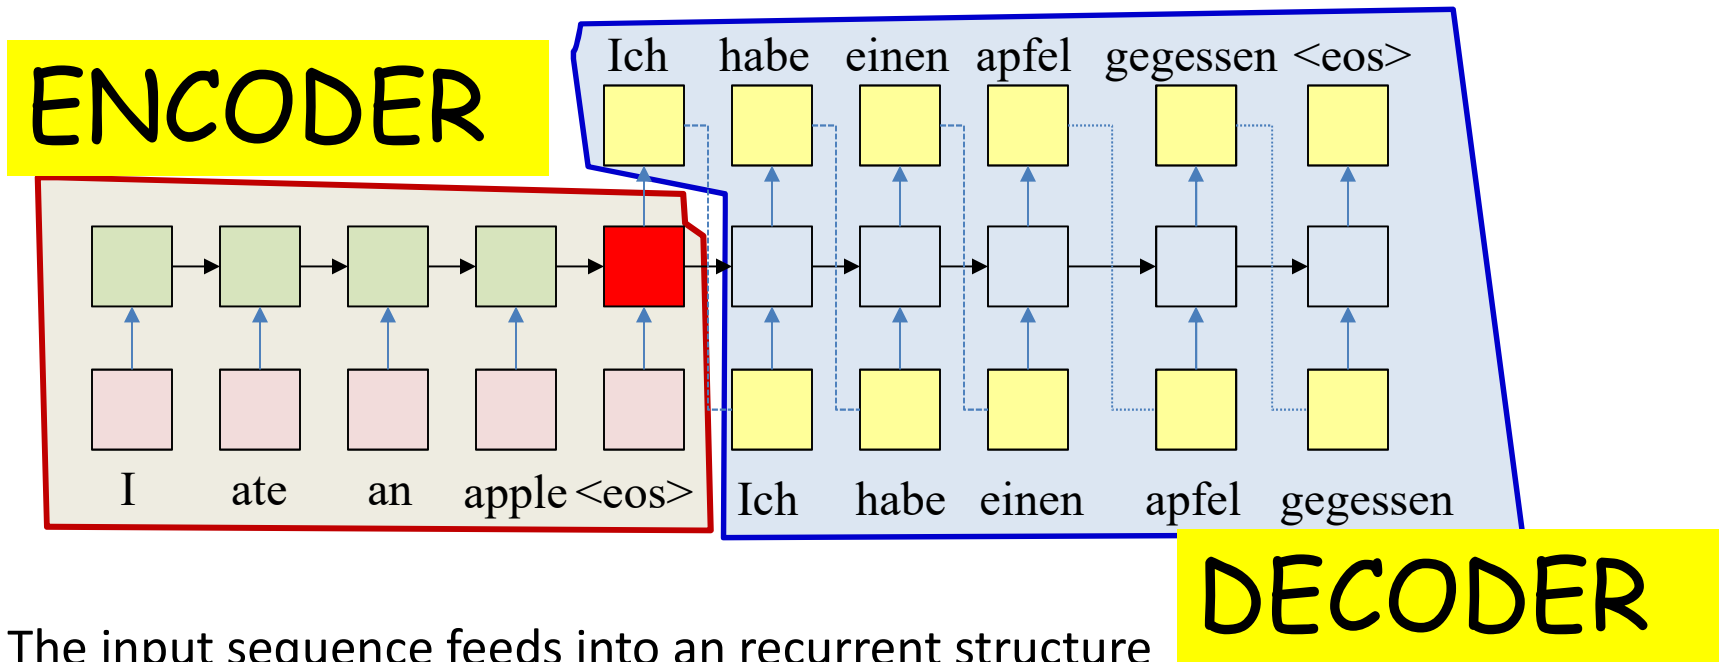 ENCODER
Ich habe einen apfel gegessen <eos>
I ate an apple <eos>
Ich habe einen apfel gegessen
DECODER
The input sequence feeds into an recurrent structure